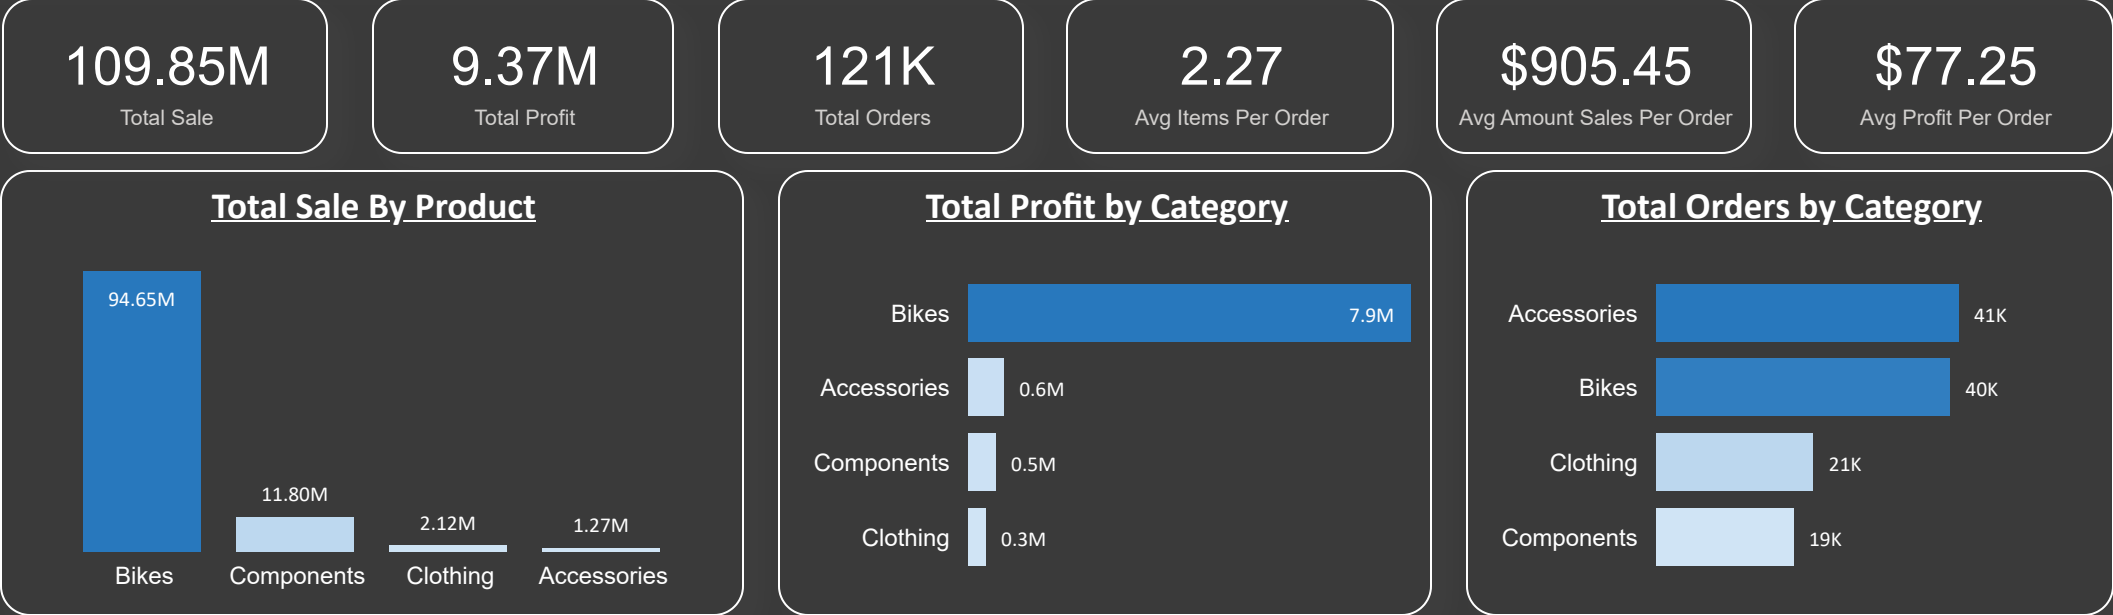 109.85M
Total Sale
9.37M
Total Profit
121K
Total Orders
2.27
Avg Items Per Order
$905.45
Avg Amount Sales Per Order
$77.25
Avg Profit Per Order
Total Sale By Product
94.65M
11.80M
2.12M
1.27M
Bikes
Components
Clothing
Accessories
Total Profit by Category
Bikes
7.9M
Accessories
0.6M
Components
0.5M
Clothing
0.3M
Total Orders by Category
Accessories
41K
Bikes
40K
Clothing
21K
Components
19K